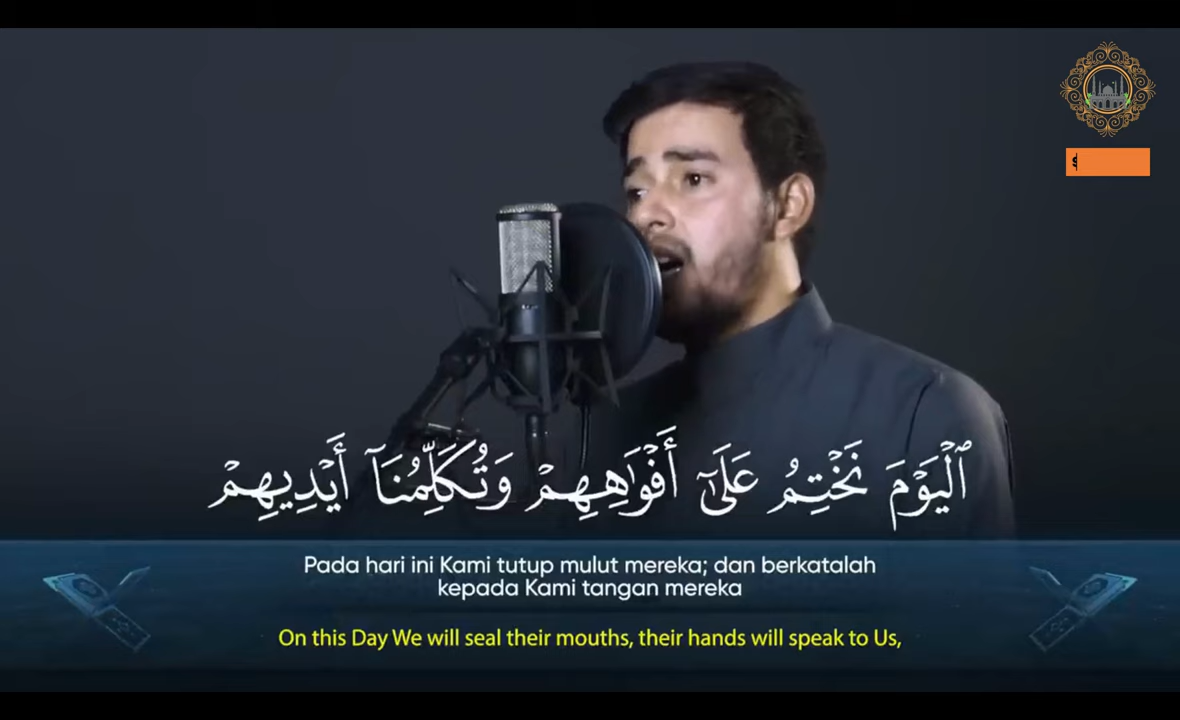 ٱلْيَوْمَ نَخْتِمُ عَلَىٰٓ أَفْوَٰهِهِمْ وَتُكَلِّمُنَآ أَيْدِيهِمْ
Pada hari ini Kami tutup mulut mereka; dan berkatalah
kepada Kami tangan mereka
On this Day We will seal their mouths, their hands will speak to Us,